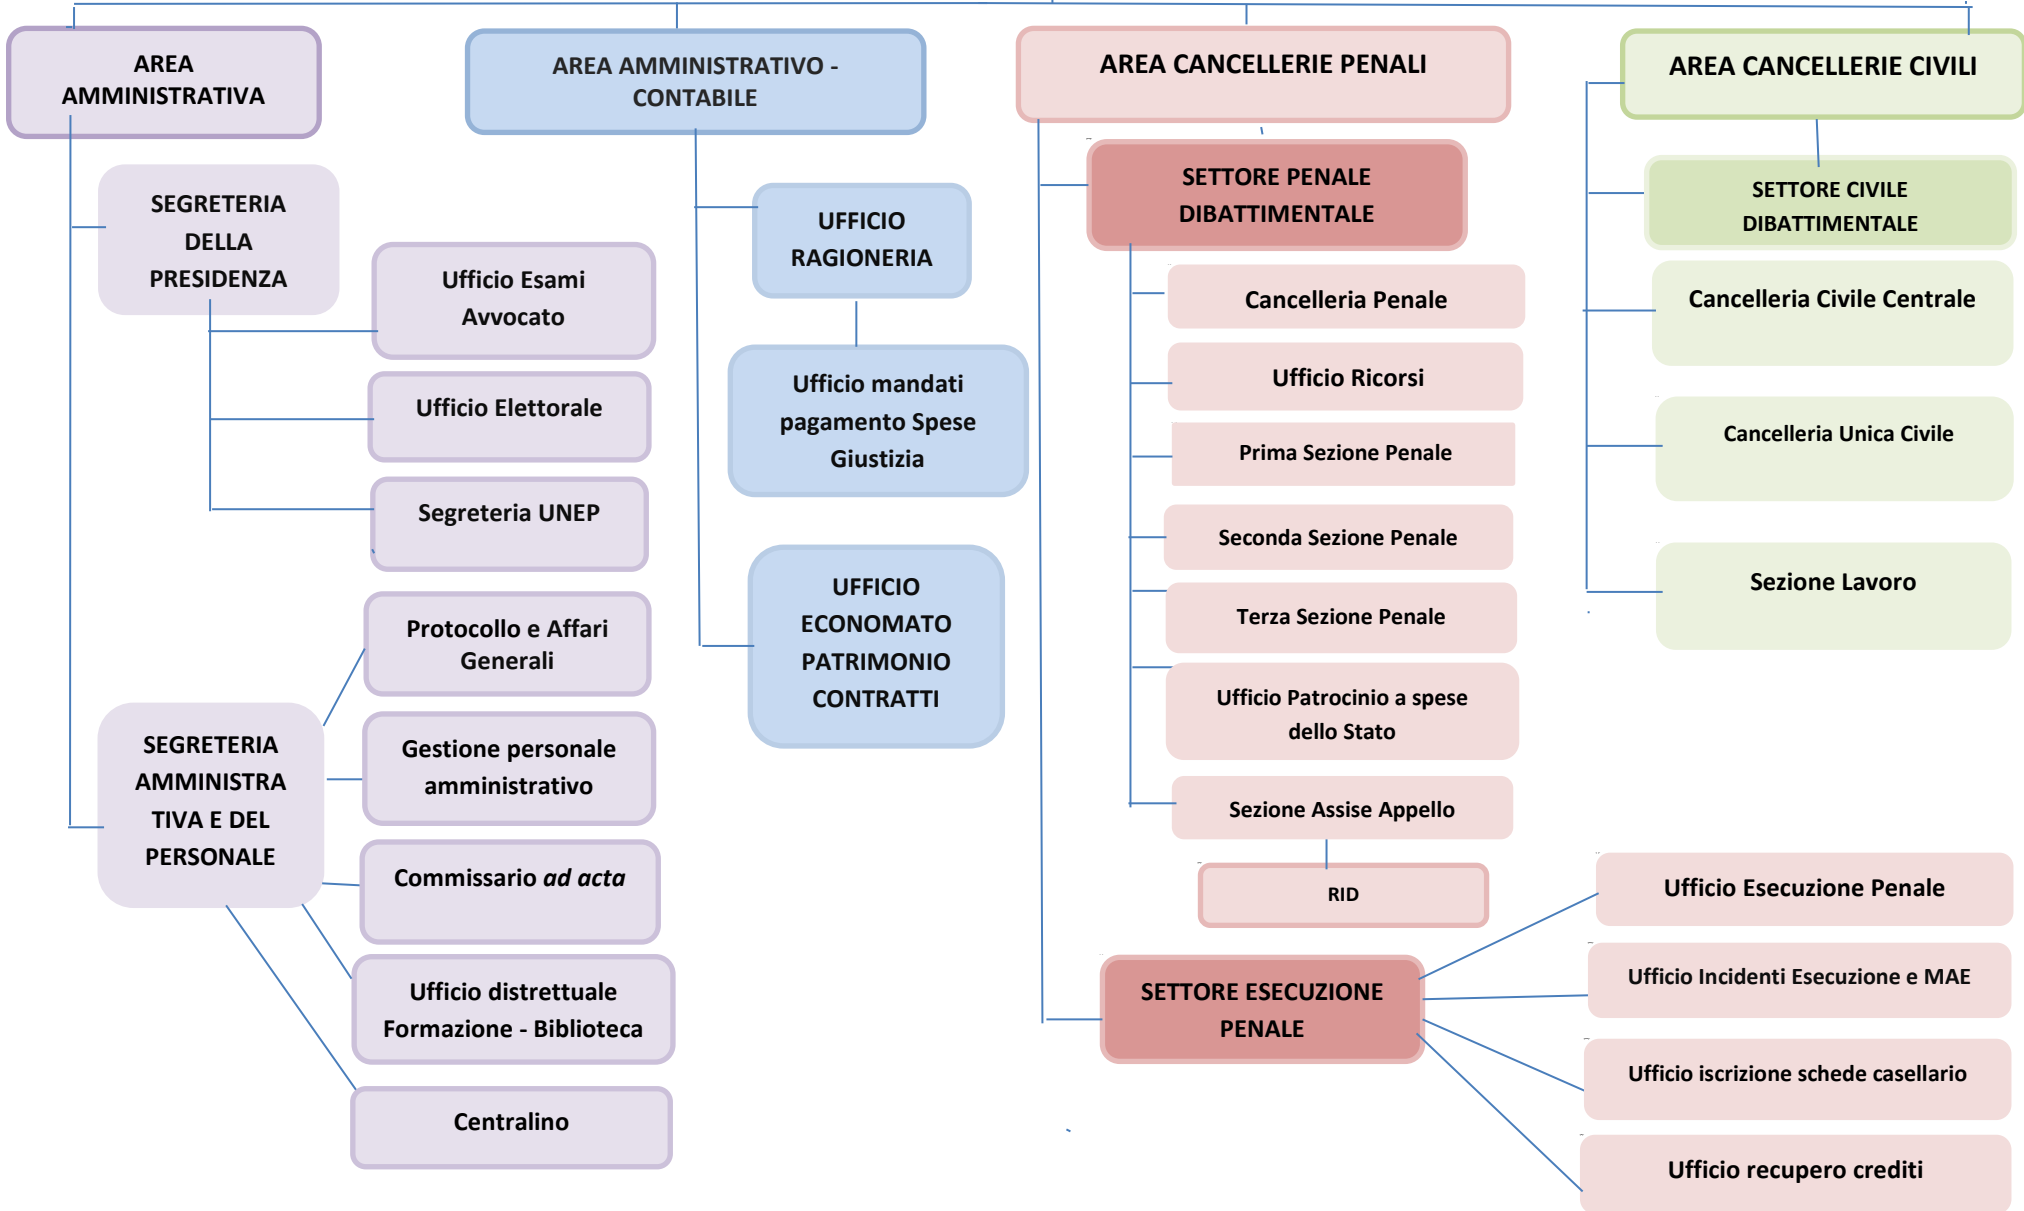 AREA
AMMINISTRATIVA
SEGRETERIA
DELLA
PRESIDENZA
Ufficio Esami
Avvocato
Ufficio Elettorale
Segreteria UNEP
SEGRETERIA
AMMINISTRA
TIVA E DEL
PERSONALE
Protocollo e Affari
Generali
Gestione personale
amministrativo
Commissario ad acta
Ufficio distrettuale
Formazione - Biblioteca
Centralino
AREA AMMINISTRATIVO -
CONTABILE
UFFICIO
RAGIONERIA
Ufficio mandati
pagamento Spese
Giustizia
UFFICIO
ECONOMATO
PATRIMONIO
CONTRATTI
AREA CANCELLERIE PENALI
SETTORE PENALE
DIBATTIMENTALE
Cancelleria Penale
Ufficio Ricorsi
Prima Sezione Penale
Seconda Sezione Penale
Terza Sezione Penale
Ufficio Patrocinio a spese
dello Stato
Sezione Assise Appello
RID
SETTORE ESECUZIONE
PENALE
Ufficio Esecuzione Penale
Ufficio Incidenti Esecuzione e MAE
Ufficio iscrizione schede casellario
Ufficio recupero crediti
AREA CANCELLERIE CIVILI
SETTORE CIVILE
DIBATTIMENTALE
Cancelleria Civile Centrale
Cancelleria Unica Civile
Sezione Lavoro